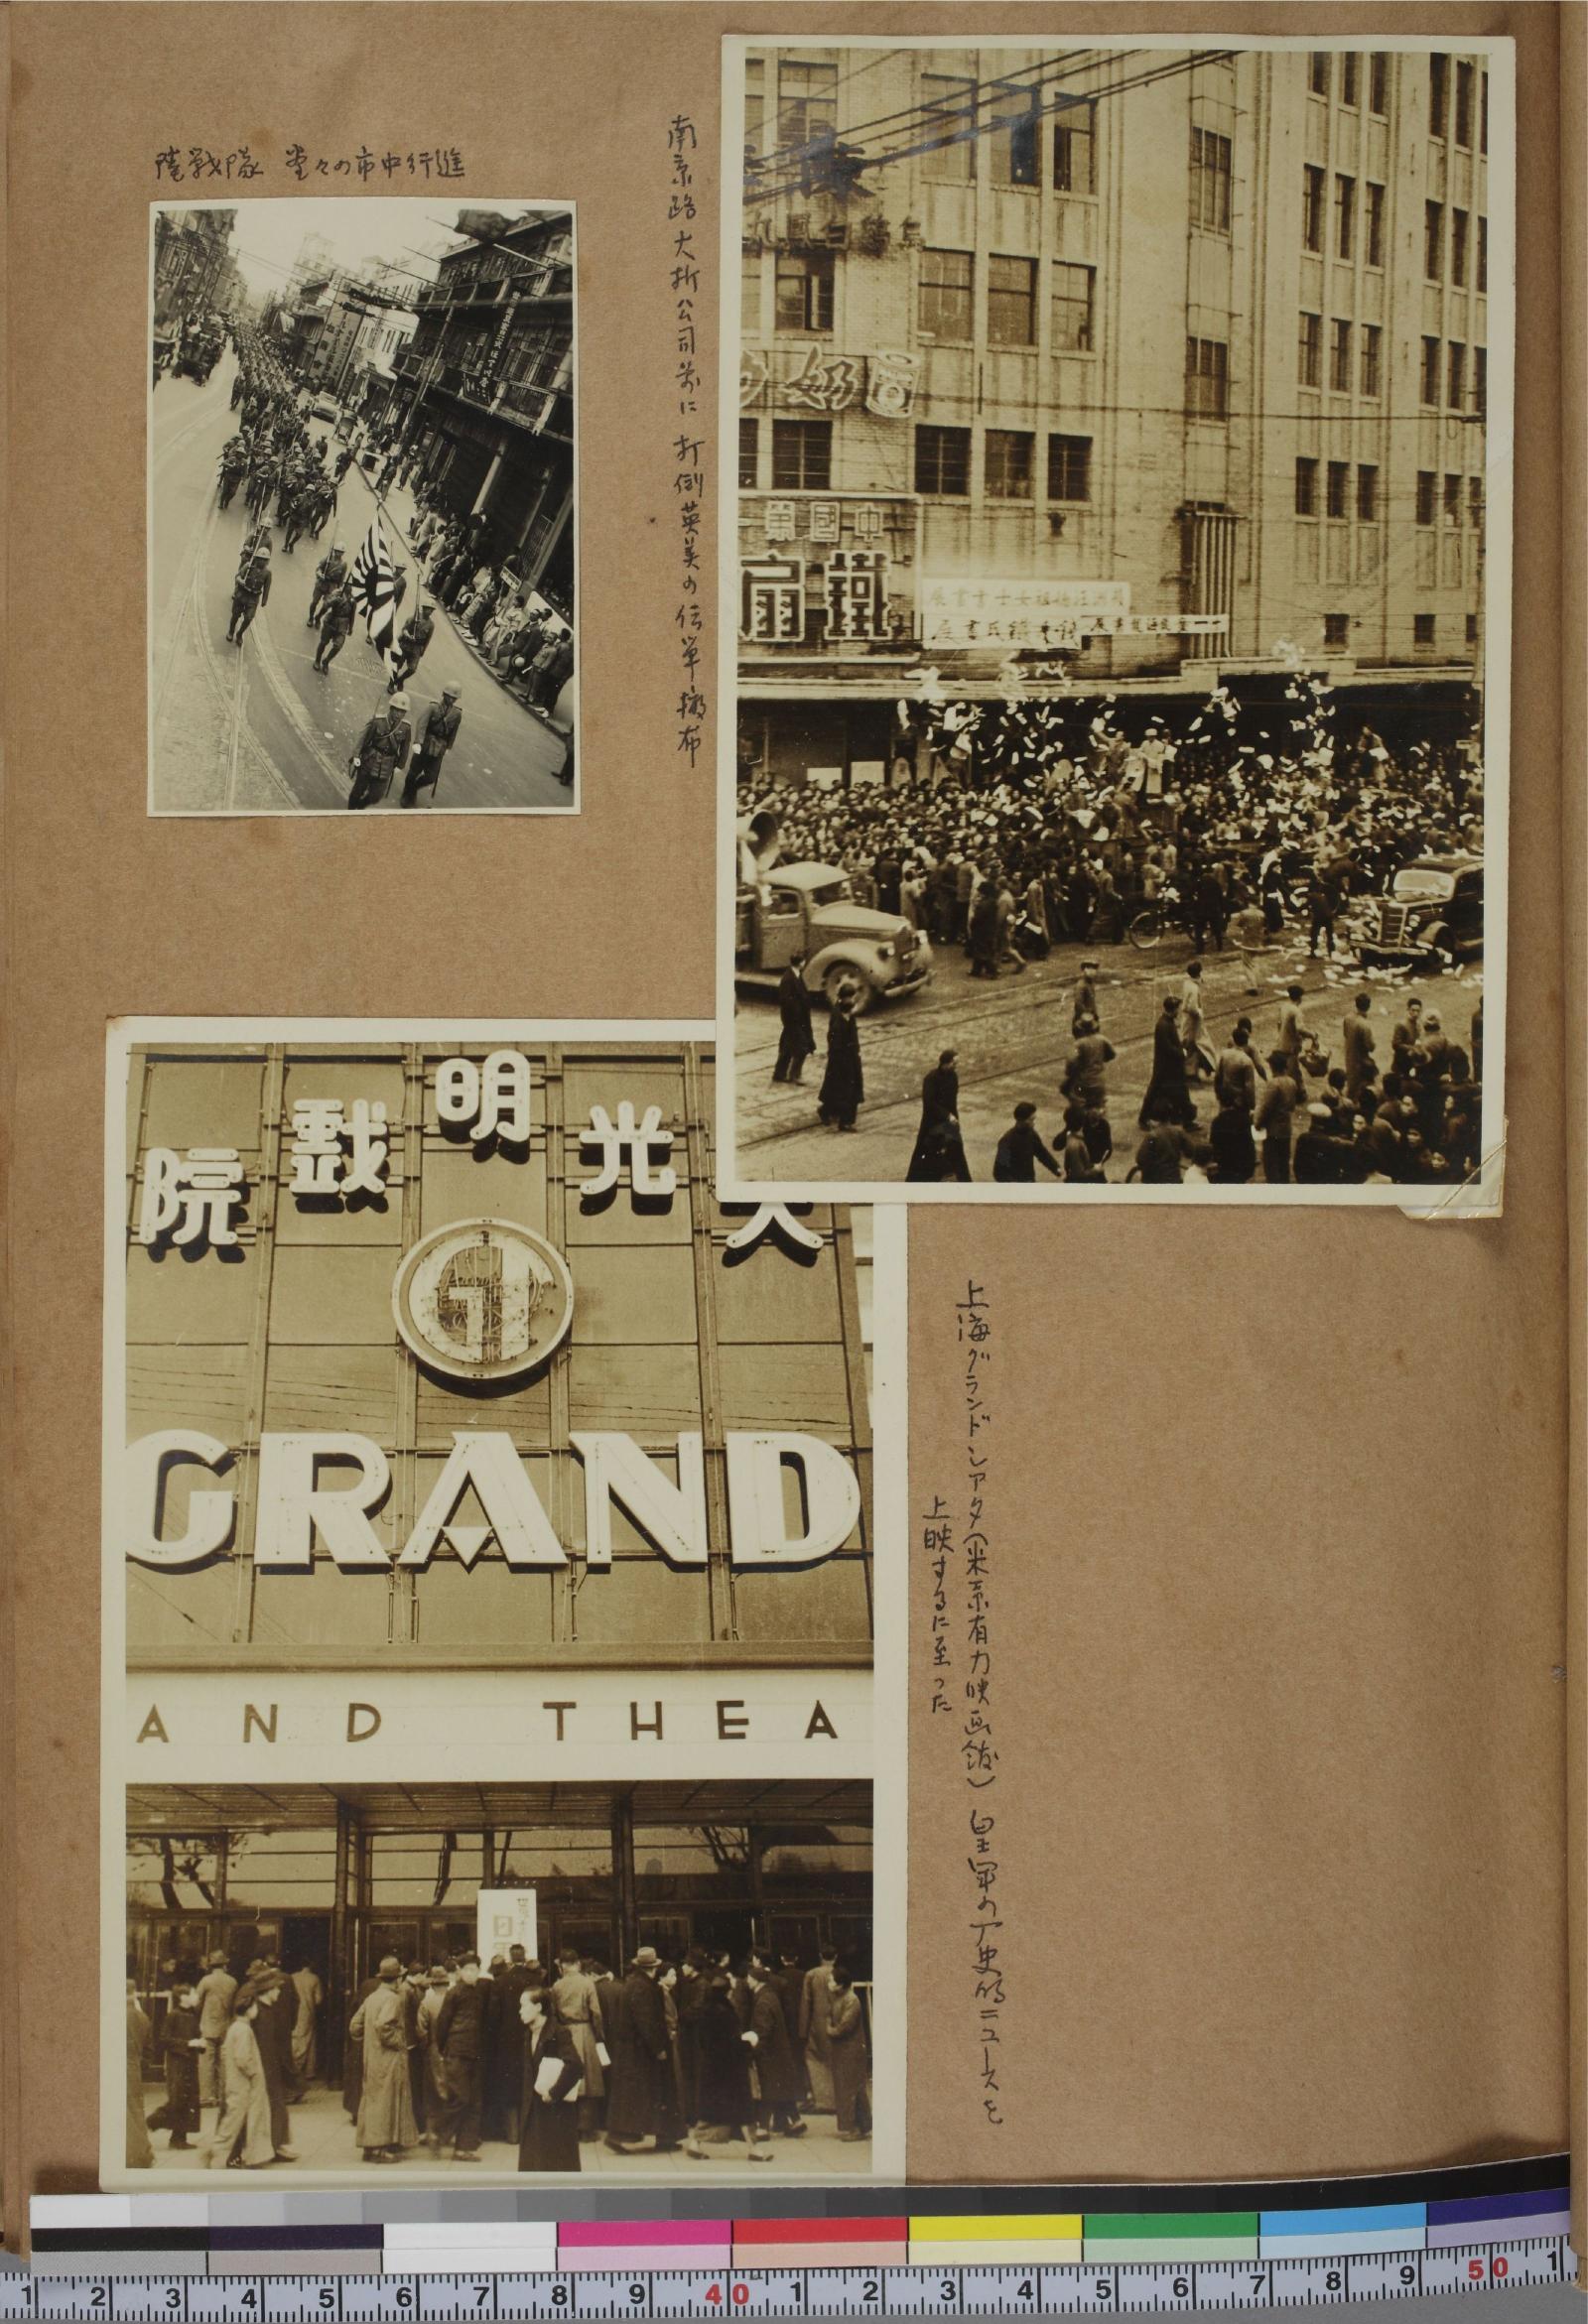 陸戦隊 堂々の市中行進
南京路大新公司前に打倒英美の伝単撒布
中國第
鐵扇
奶
大光明戯院
GRAND
AND THEA
日
上海グランドシアター(米系有力映画館) 皇軍の歴史的ニュースを
上映するに至った
1 2 3 4 5 6 7 8 9 40 1 2 3 4 5 6 7 8 9 50 1